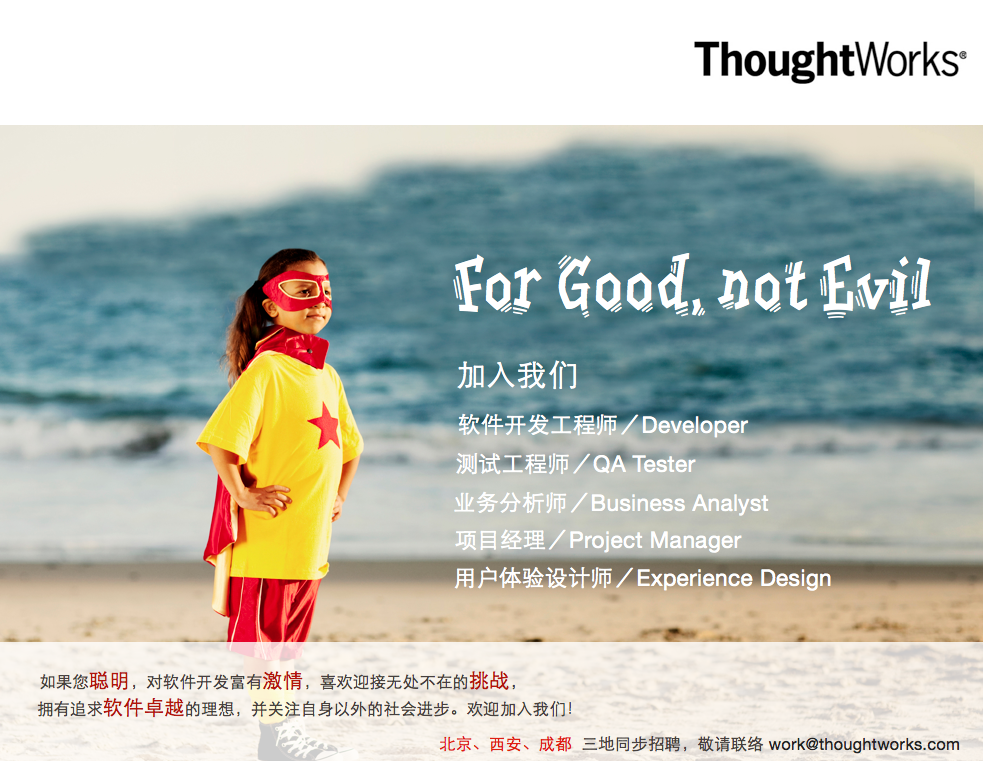 ThoughtWorks®
For Good, not Evil
加入我们
软件开发工程师／Developer
测试工程师／QA Tester
业务分析师／Business Analyst
项目经理／Project Manager
用户体验设计师／Experience Design
如果您聪明，对软件开发富有激情，喜欢迎接无处不在的挑战，
拥有追求软件卓越的理想，并关注自身以外的社会进步。欢迎加入我们！
北京、西安、成都 三地同步招聘，敬请联络 work@thoughtworks.com